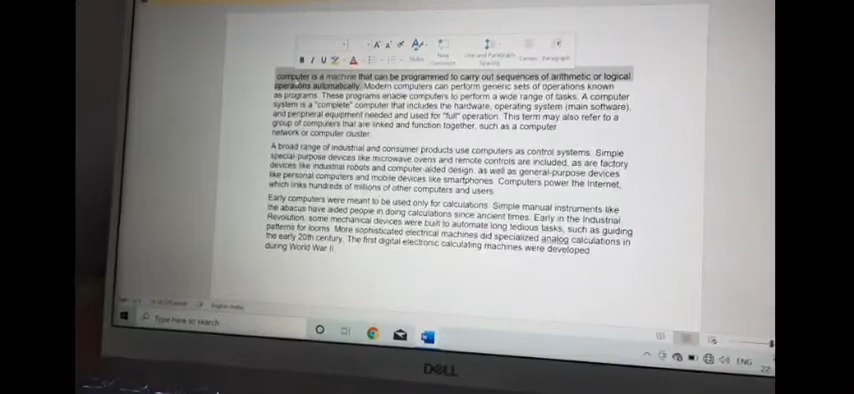 B I U
A
Styles
New
Line and Paragraph
Spacing
Center
Paragraph
computer is a machine that can be programmed to carry out sequences of arithmetic or logical
operations automatically. Modern computers can perform generic sets of operations known
as programs. These programs enable computers to perform a wide range of tasks. A computer
system is a "complete" computer that includes the hardware, operating system (main software),
and peripheral equipment needed and used for "full" operation. This term may also refer to a
group of computers that are linked and function together, such as a computer
network or computer cluster.
A broad range of industrial and consumer products use computers as control systems. Simple
special-purpose devices like microwave ovens and remote controls are included, as are factory
devices like industrial robots and computer-aided design, as well as general-purpose devices
like personal computers and mobile devices like smartphones. Computers power the Internet,
which links hundreds of millions of other computers and users.
Early computers were meant to be used only for calculations. Simple manual instruments like
the abacus have aided people in doing calculations since ancient times. Early in the Industrial
Revolution, some mechanical devices were built to automate long tedious tasks, such as guiding
patterns for looms. More sophisticated electrical machines did specialized analog calculations in
the early 20th century. The first digital electronic calculating machines were developed
during World War II.
Type here to search
ENG
DELL